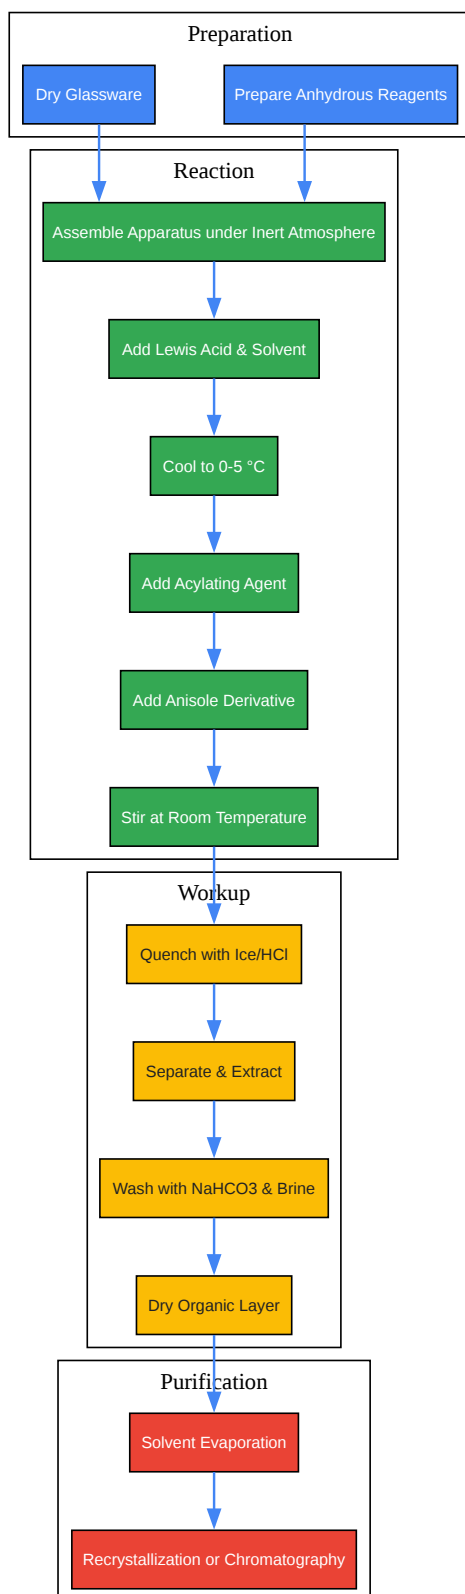 Preparation
Dry Glassware
Prepare Anhydrous Reagents
Reaction
Assemble Apparatus under Inert Atmosphere
Add Lewis Acid & Solvent
Cool to 0-5 °C
Add Acylating Agent
Add Anisole Derivative
Stir at Room Temperature
Workup
Quench with Ice/HCl
Separate & Extract
Wash with NaHCO3 & Brine
Dry Organic Layer
Purification
Solvent Evaporation
Recrystallization or Chromatography